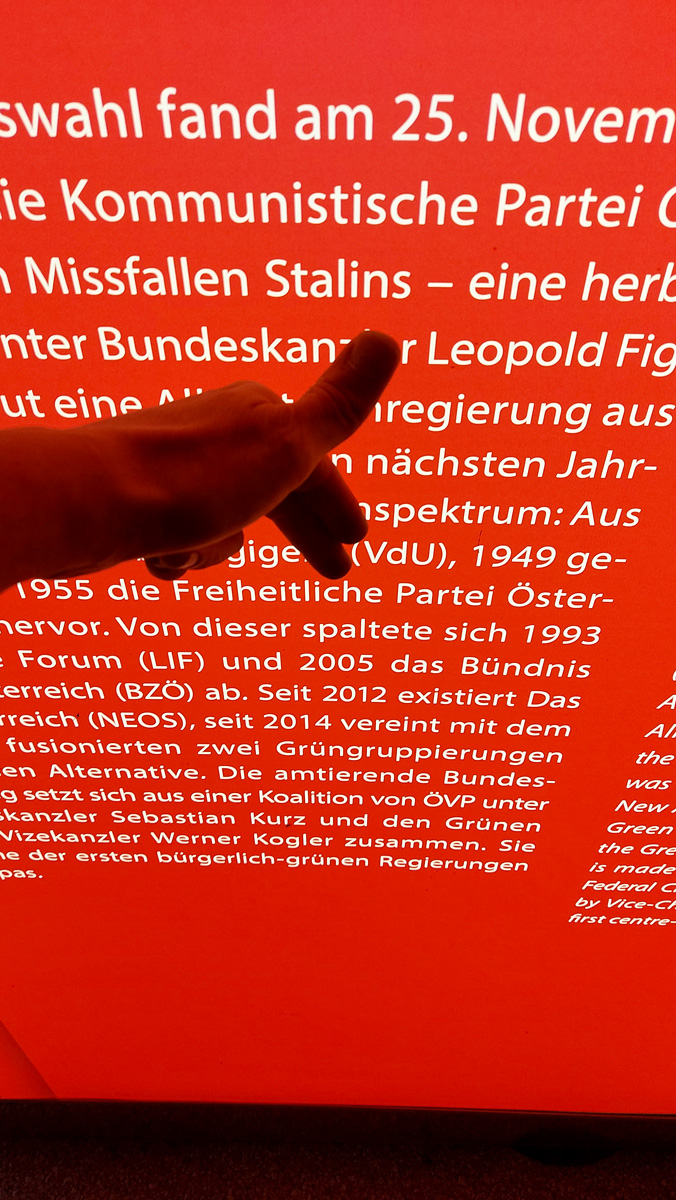 swahl fand am 25. Novem
ie Kommunistische Partei
n Missfallen Stalins – eine herb
nter Bundeskanzler Leopold Fig
ut eine nregierung aus
n nächsten Jahr-
nspektrum: Aus
gige (VdU), 1949 ge-
1955 die Freiheitliche Partei Öster-
hervor. Von dieser spaltete sich 1993
e Forum (LIF) und 2005 das Bündnis
terreich (BZÖ) ab. Seit 2012 existiert Das
rreich (NEOS), seit 2014 vereint mit dem
fusionierten zwei Grüngruppierungen
en Alternative. Die amtierende Bundes-
g setzt sich aus einer Koalition von ÖVP unter
skanzler Sebastian Kurz und den Grünen
Vizekanzler Werner Kogler zusammen. Sie
ne der ersten bürgerlich-grünen Regierungen
pas.
A
All
the
was
New
Green
the Gre
is made
Federal C
by Vice-Ch
first centre-